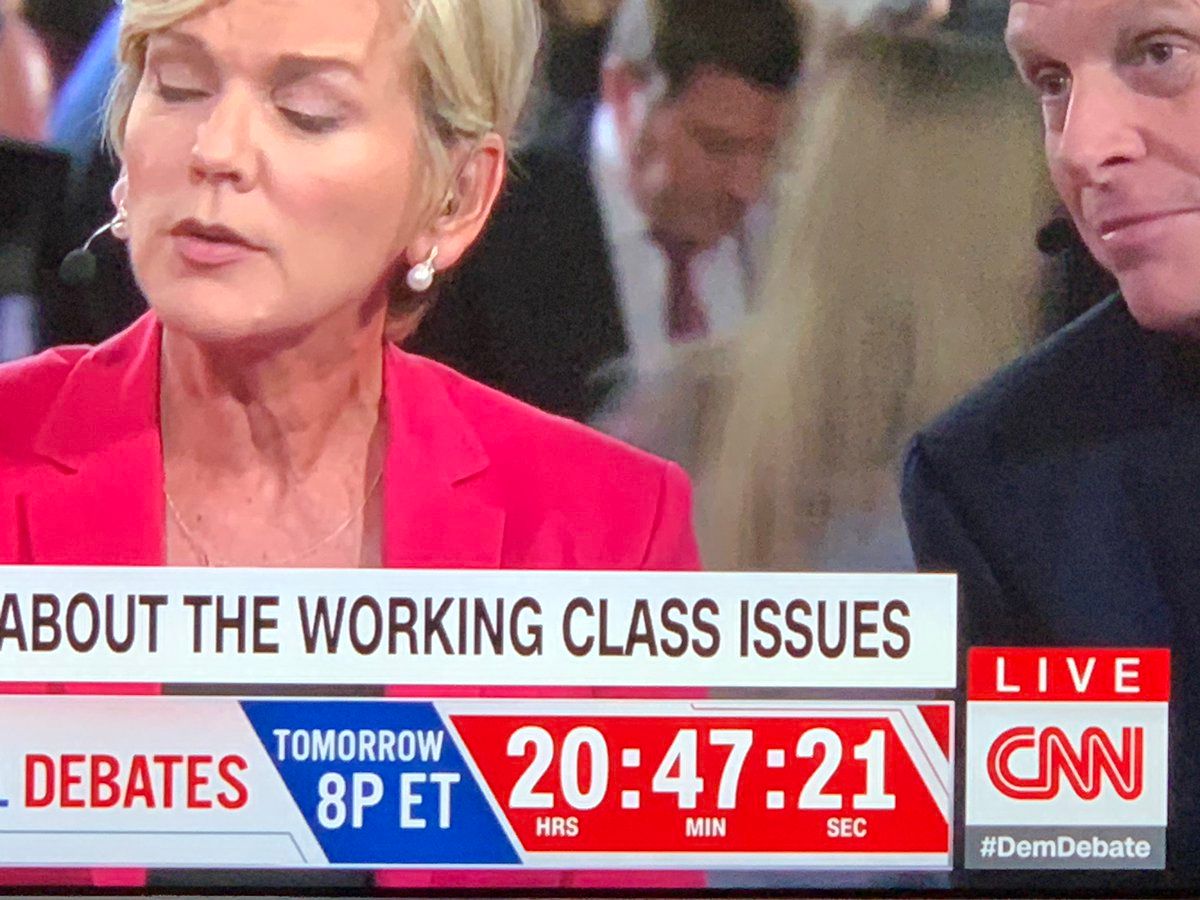 ABOUT THE WORKING CLASS ISSUES
DEBATES
TOMORROW
8P ET
20:47:21
HRS MIN SEC
LIVE
CNN
#DemDebate